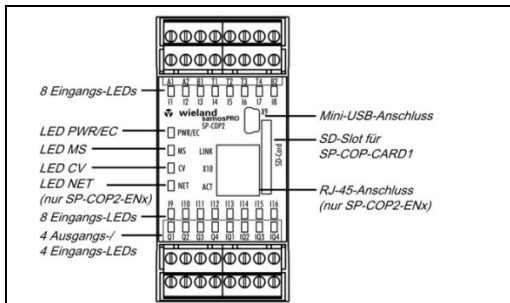 A1 A2 B1 T1 T2 T3 T4 B2
8 Eingangs-LEDs
I1 I2 I3 I4 I5 I6 I7 I8
wieland
samosPRO
SP-COP2
X9
Mini-USB-Anschluss
LED PWR/EC
PWR/EC
SD-Slot für
SP-COP-CARD1
LED MS
MS
LINK
SD-Card
LED CV
CV
X10
LED NET
(nur SP-COP2-ENx)
NET
ACT
RJ-45-Anschluss
(nur SP-COP2-ENx)
8 Eingangs-LEDs
I9 I10 I11 I12 I13 I14 I15 I16
4 Ausgangs-/
4 Eingangs-LEDs
Q1 Q2 Q3 Q4 IQ1 IQ2 IQ3 IQ4